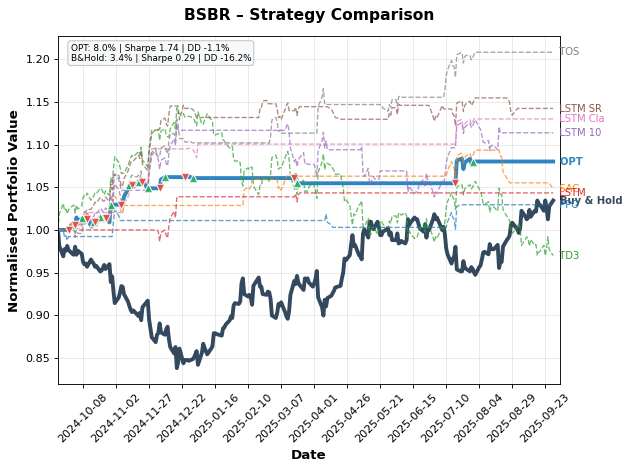 BSBR – Strategy Comparison
OPT: 8.0% | Sharpe 1.74 | DD -1.1%
B&Hold: 3.4% | Sharpe 0.29 | DD -16.2%
Normalised Portfolio Value
1.20
1.15
1.10
1.05
1.00
0.95
0.90
0.85
TOS
LSTM SR
LSTM Cla
LSTM 10
OPT
LSTM
Buy & Hold
TD3
2024-10-08
2024-11-02
2024-11-27
2024-12-22
2025-01-16
2025-02-10
2025-03-07
2025-04-01
2025-04-26
2025-05-21
2025-06-15
2025-07-10
2025-08-04
2025-08-29
2025-09-23
Date